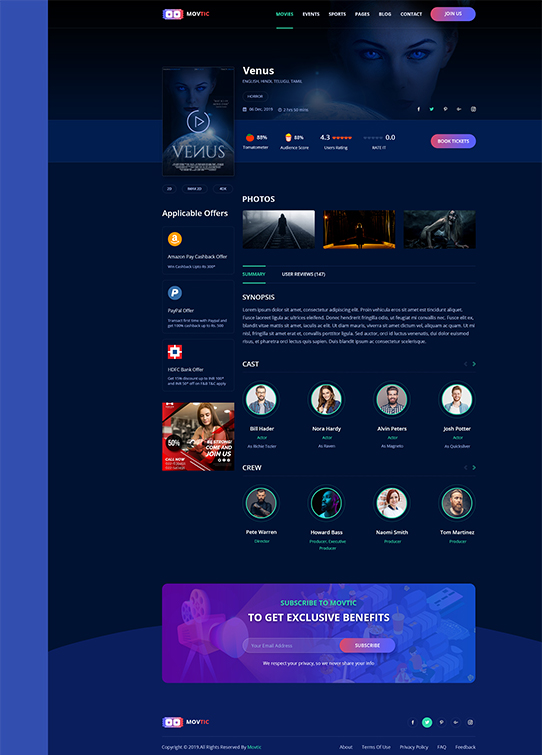 MOVTIC
MOVIES EVENTS SPORTS PAGES BLOG CONTACT JOIN US
Venus
ENGLISH, HINDI, TELUGU, TAMIL
HORROR
06 Dec, 2019 2 hrs 50 mins
VENUS
88% 88% 4.3 0.0
Tomatometer Audience Score Users Rating RATE IT
BOOK TICKETS
2D IMAX 2D 4DX
Applicable Offers
Amazon Pay Cashback Offer
Win Cashback Upto Rs 300*
PayPal Offer
Transact first time with Paypal and
get 100% cashback up to Rs. 500
HDFC Bank Offer
Get 15% discount up to INR 100*
and INR 50* off on F&B T&C apply
50%
BE STRONG
COME AND
JOIN US
CALL NOW
PHOTOS
SUMMARY USER REVIEWS (147)
SYNOPSIS
Lorem ipsum dolor sit amet, consectetur adipiscing elit. Proin vehicula eros sit amet est tincidunt aliquet.
Fusce laoreet ligula ac ultrices eleifend. Donec hendrerit fringilla odio, ut feugiat mi convallis nec. Fusce elit ex,
blandit vitae mattis sit amet, iaculis ac elit. Ut diam mauris, viverra sit amet dictum vel, aliquam ac quam. Ut mi
nisl, fringilla sit amet erat et, convallis porttitor ligula. Sed auctor, orci id luctus venenatis, dui dolor euismod
risus, et pharetra orci lectus quis sapien. Duis blandit ipsum ac consectetur scelerisque.
CAST
Bill Hader Nora Hardy Alvin Peters Josh Potter
Actor Actor Actor Actor
As Richie Tozier As Raven As Magneto As Quicksilver
CREW
Pete Warren Howard Bass Naomi Smith Tom Martinez
Director Producer, Executive Producer Producer
Producer
SUBSCRIBE TO MOVTIC
TO GET EXCLUSIVE BENEFITS
Your Email Address SUBSCRIBE
We respect your privacy, so we never share your info
MOVTIC
Copyright © 2019.All Rights Reserved By Movtic About Terms Of Use Privacy Policy FAQ Feedback